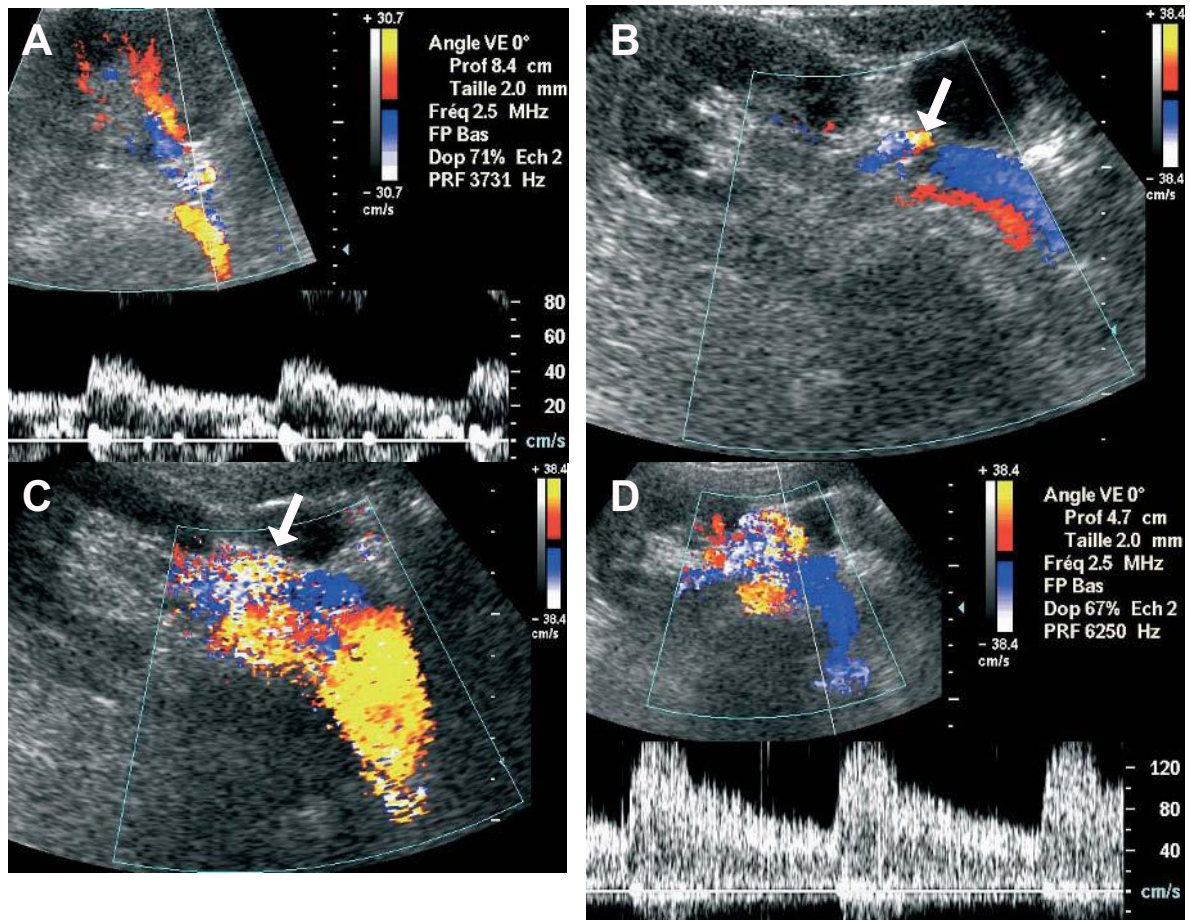 A
+ 30.7
- 30.7
cm/s
Angle VE 0°
Prof 8.4 cm
Taille 2.0 mm
Fréq 2.5 MHz
FP Bas
Dop 71% Ech 2
PRF 3731 Hz
80
60
40
20
cm/s
B
+ 38.4
- 38.4
cm/s
C
+ 38.4
- 38.4
cm/s
D
+ 38.4
- 38.4
cm/s
Angle VE 0°
Prof 4.7 cm
Taille 2.0 mm
Fréq 2.5 MHz
FP Bas
Dop 67% Ech 2
PRF 6250 Hz
120
80
40
cm/s